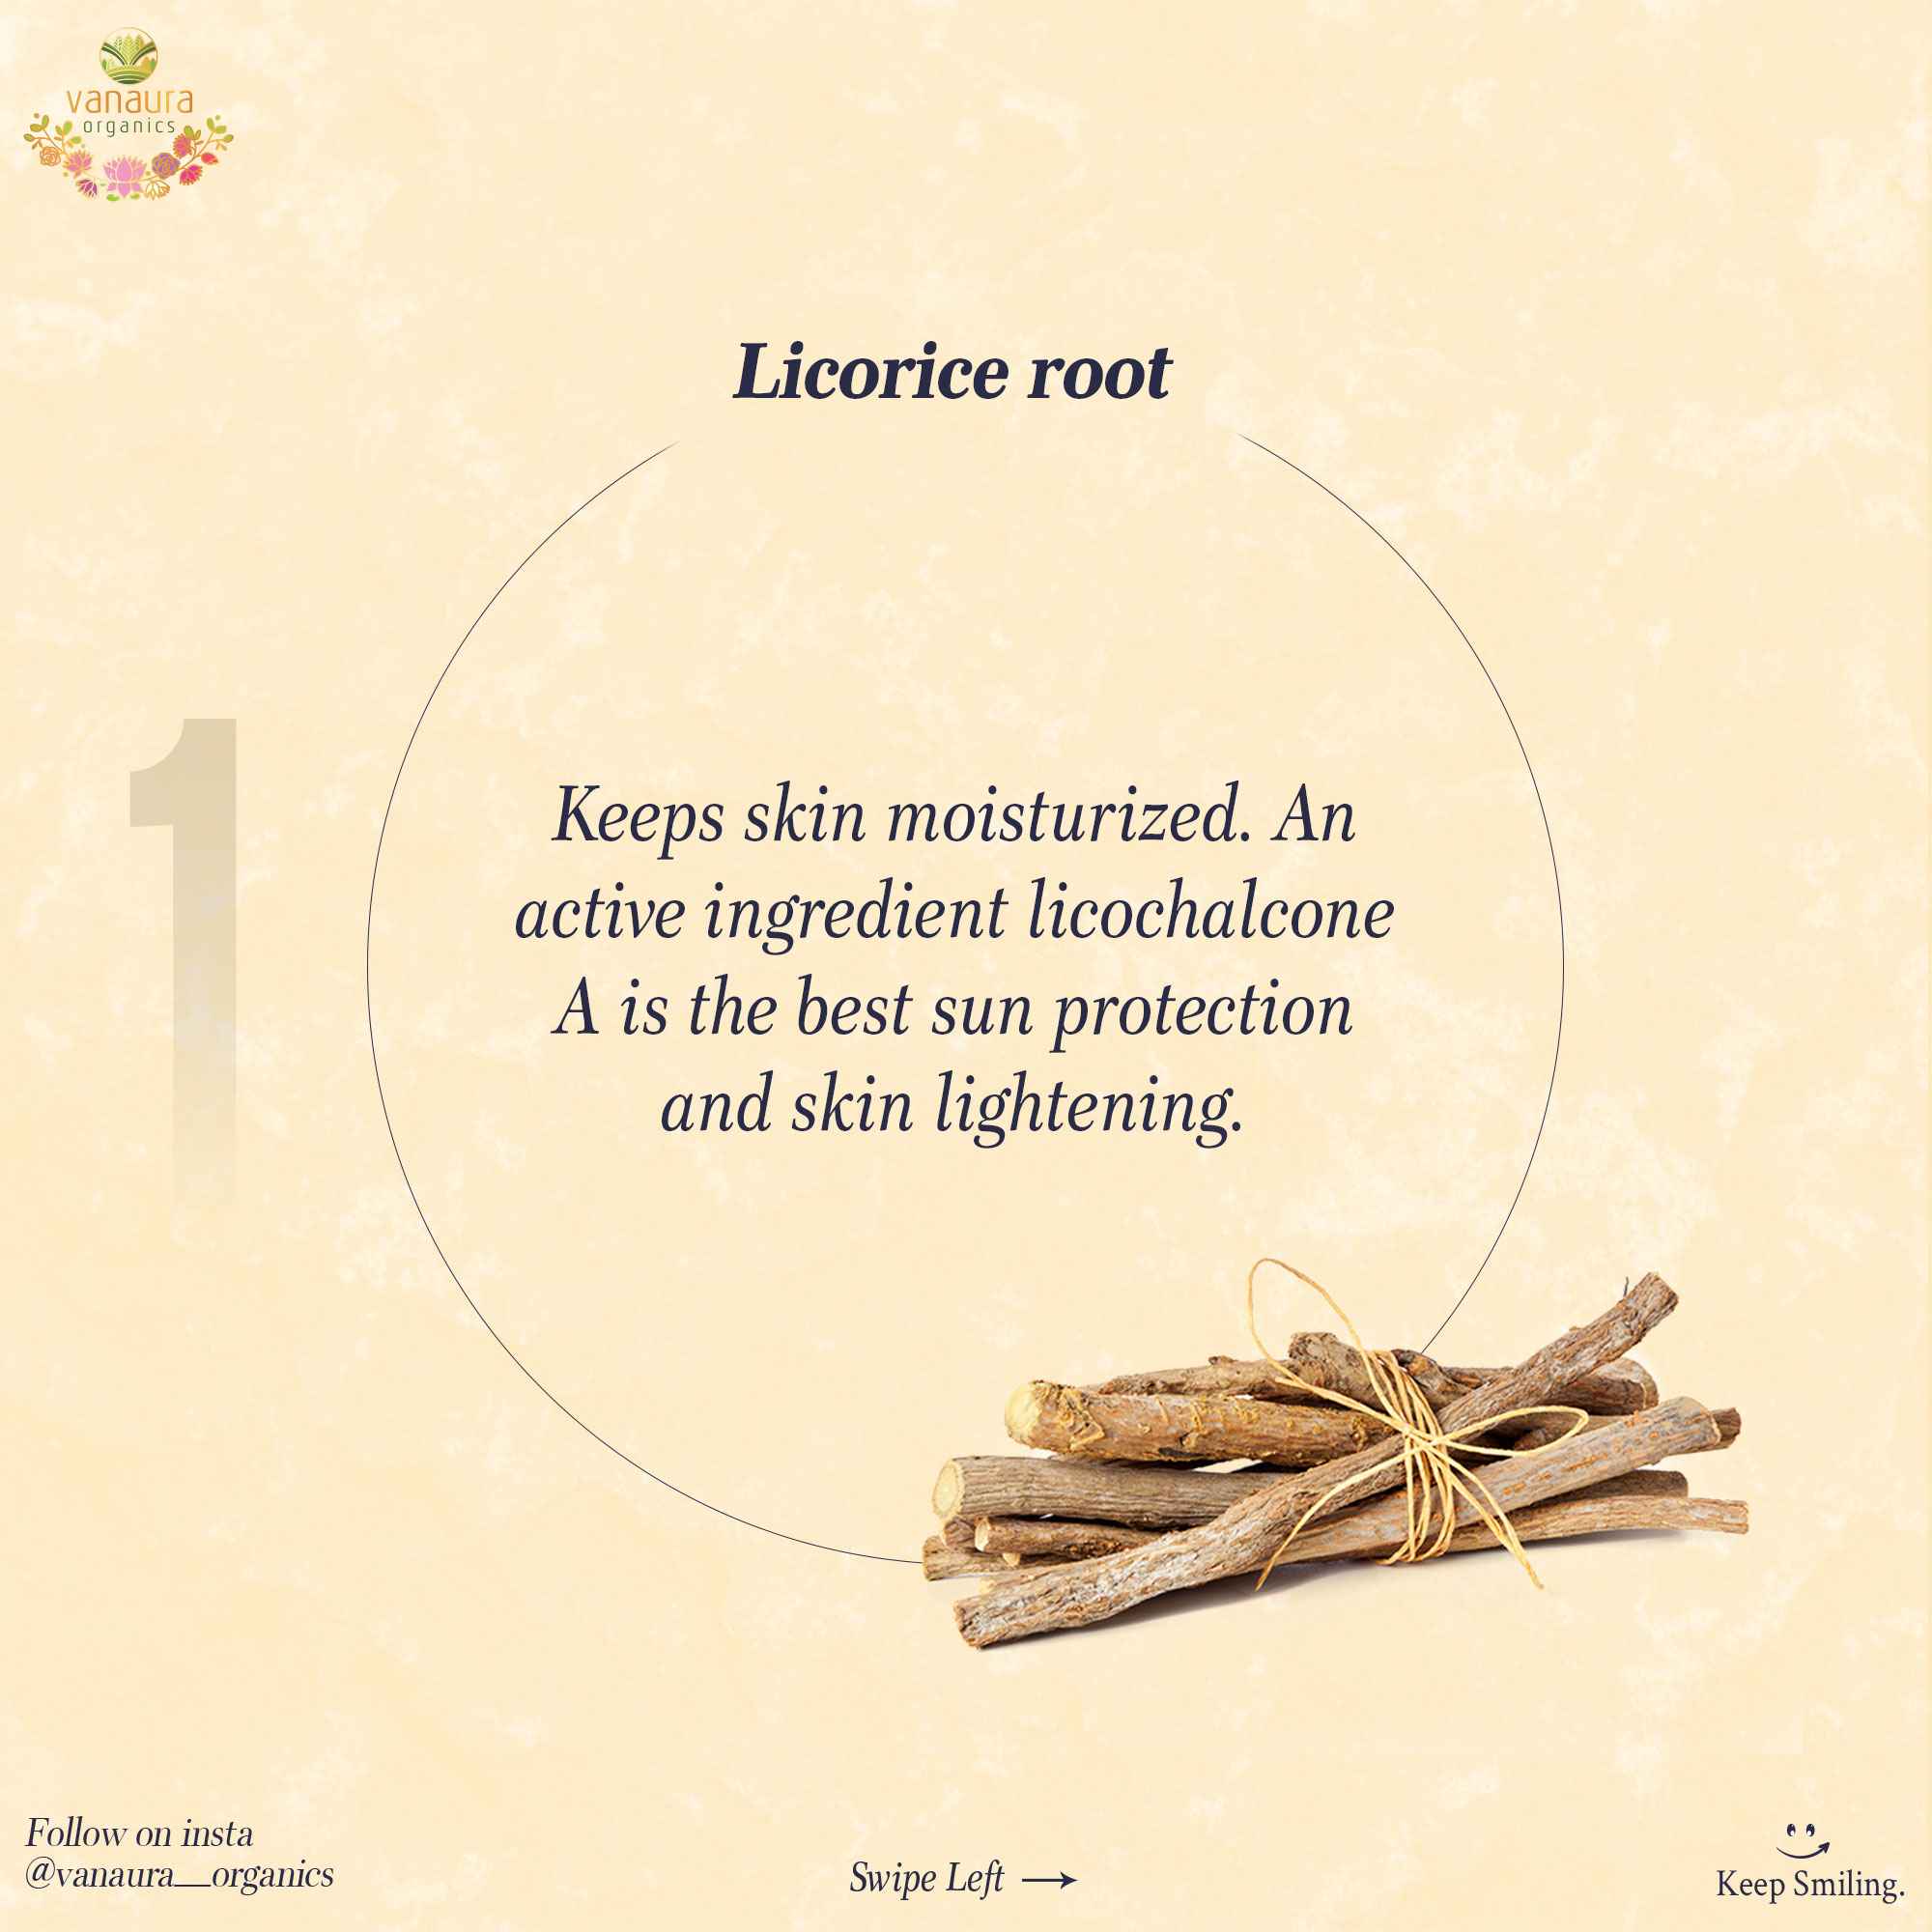 vanaura
organics
Licorice root
1
Keeps skin moisturized. An
active ingredient licochalcone
A is the best sun protection
and skin lightening.
Follow on insta
@vanaura__organics
Swipe Left →
Keep Smiling.